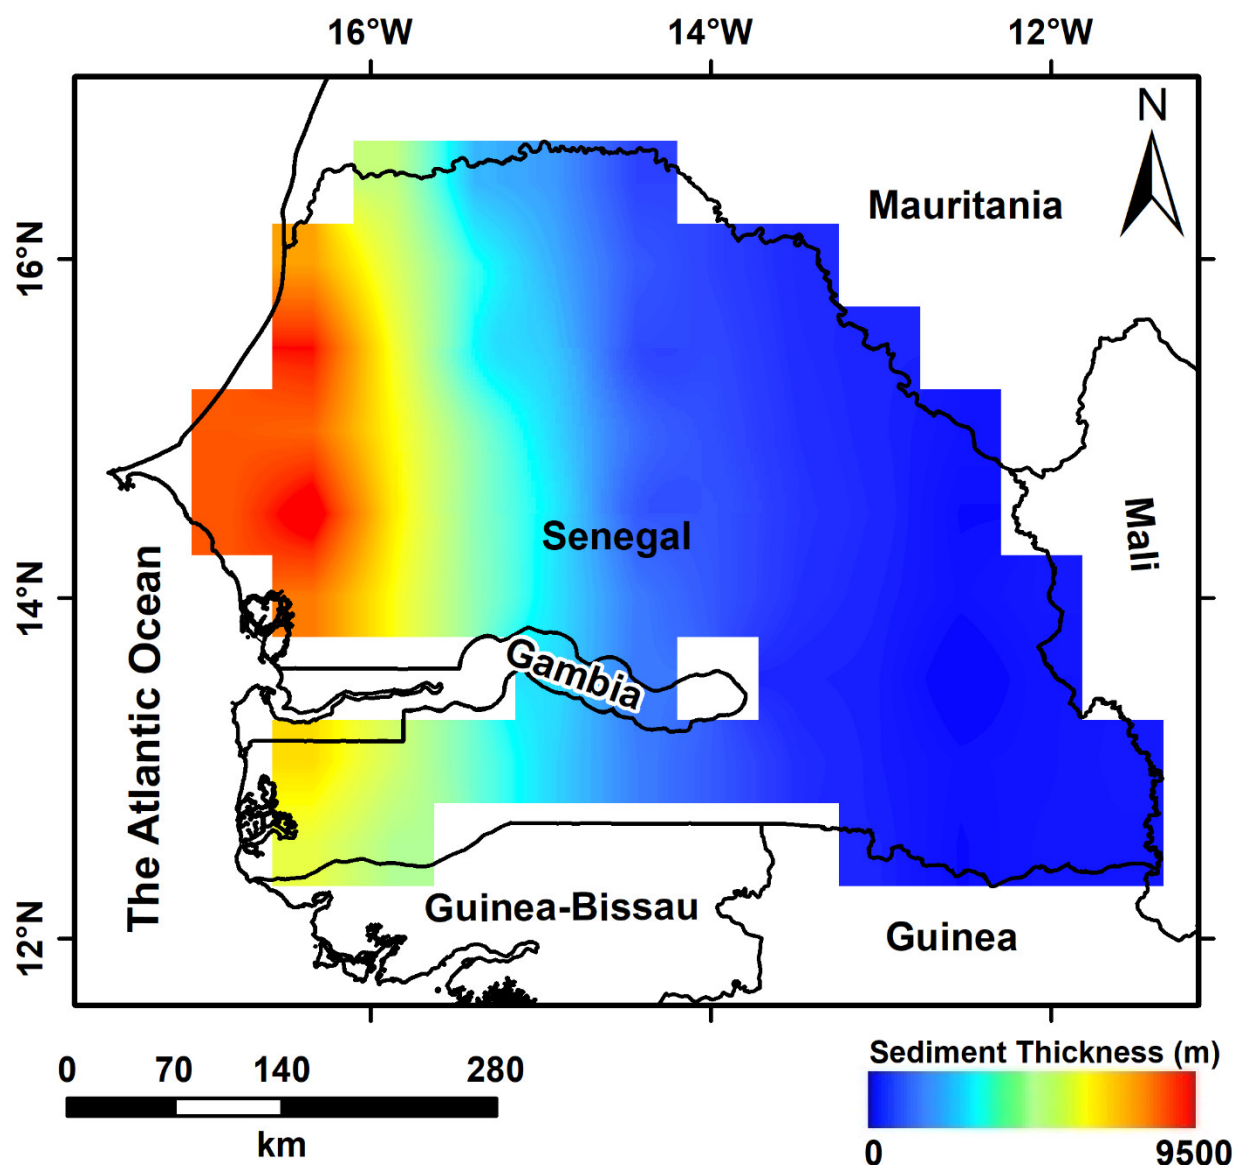 16°W 14°W 12°W
N
Mauritania
16°N
Senegal
Mali
14°N
Gambia
The Atlantic Ocean
Guinea-Bissau
Guinea
12°N
0 70 140 280
km
Sediment Thickness (m)
0 9500